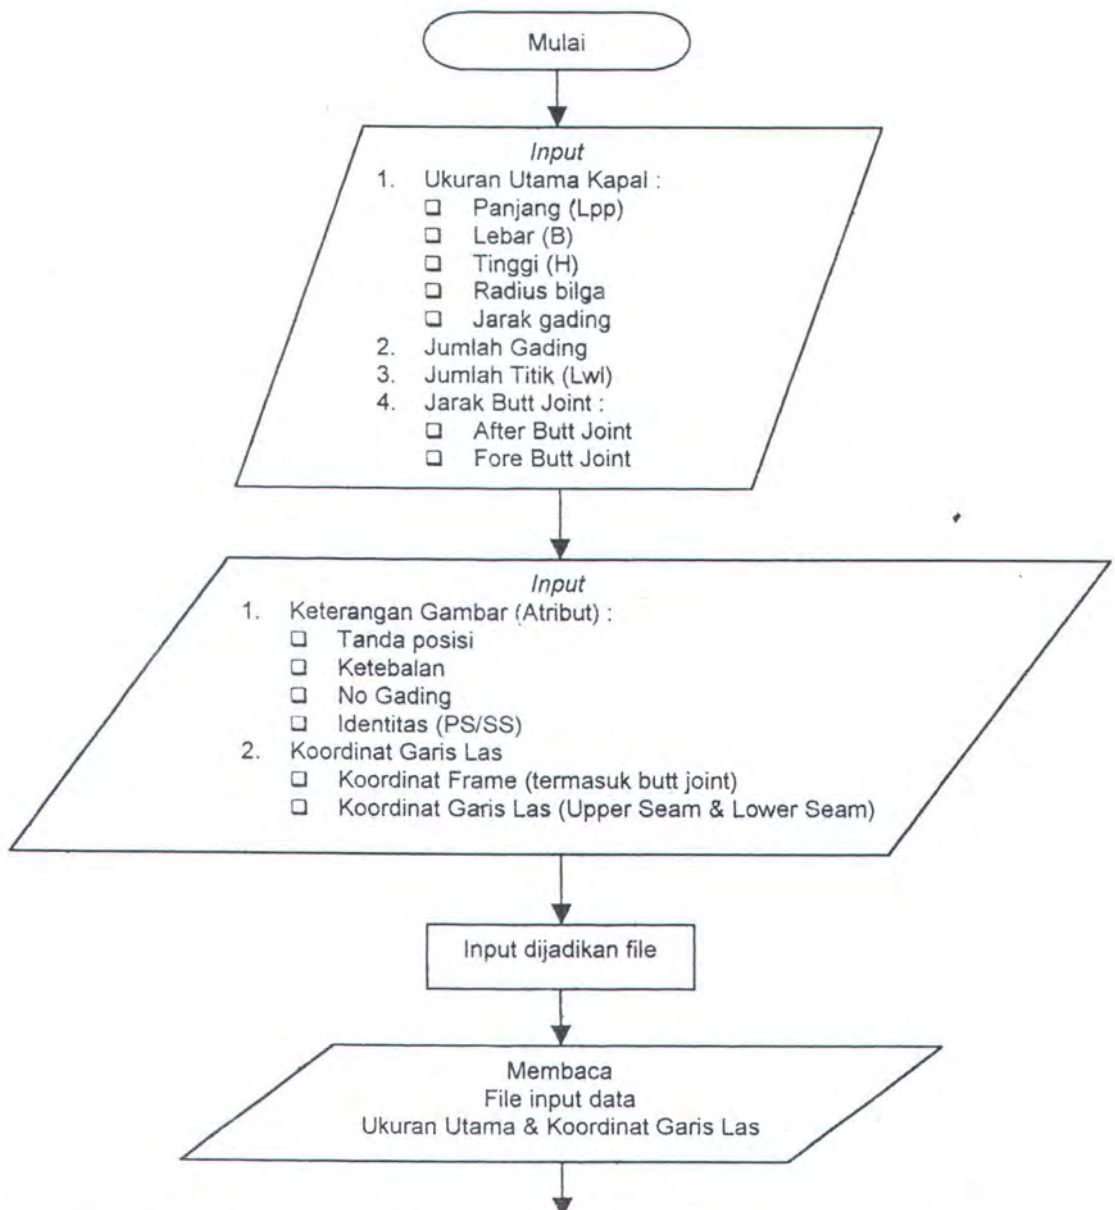 Mulai
Input
1. Ukuran Utama Kapal :
❑ Panjang (Lpp)
❑ Lebar (B)
❑ Tinggi (H)
❑ Radius bilga
❑ Jarak gading
2. Jumlah Gading
3. Jumlah Titik (Lwl)
4. Jarak Butt Joint :
❑ After Butt Joint
❑ Fore Butt Joint
Input
1. Keterangan Gambar (Atribut) :
❑ Tanda posisi
❑ Ketebalan
❑ No Gading
❑ Identitas (PS/SS)
2. Koordinat Garis Las
❑ Koordinat Frame (termasuk butt joint)
❑ Koordinat Garis Las (Upper Seam & Lower Seam)
Input dijadikan file
Membaca
File input data
Ukuran Utama & Koordinat Garis Las